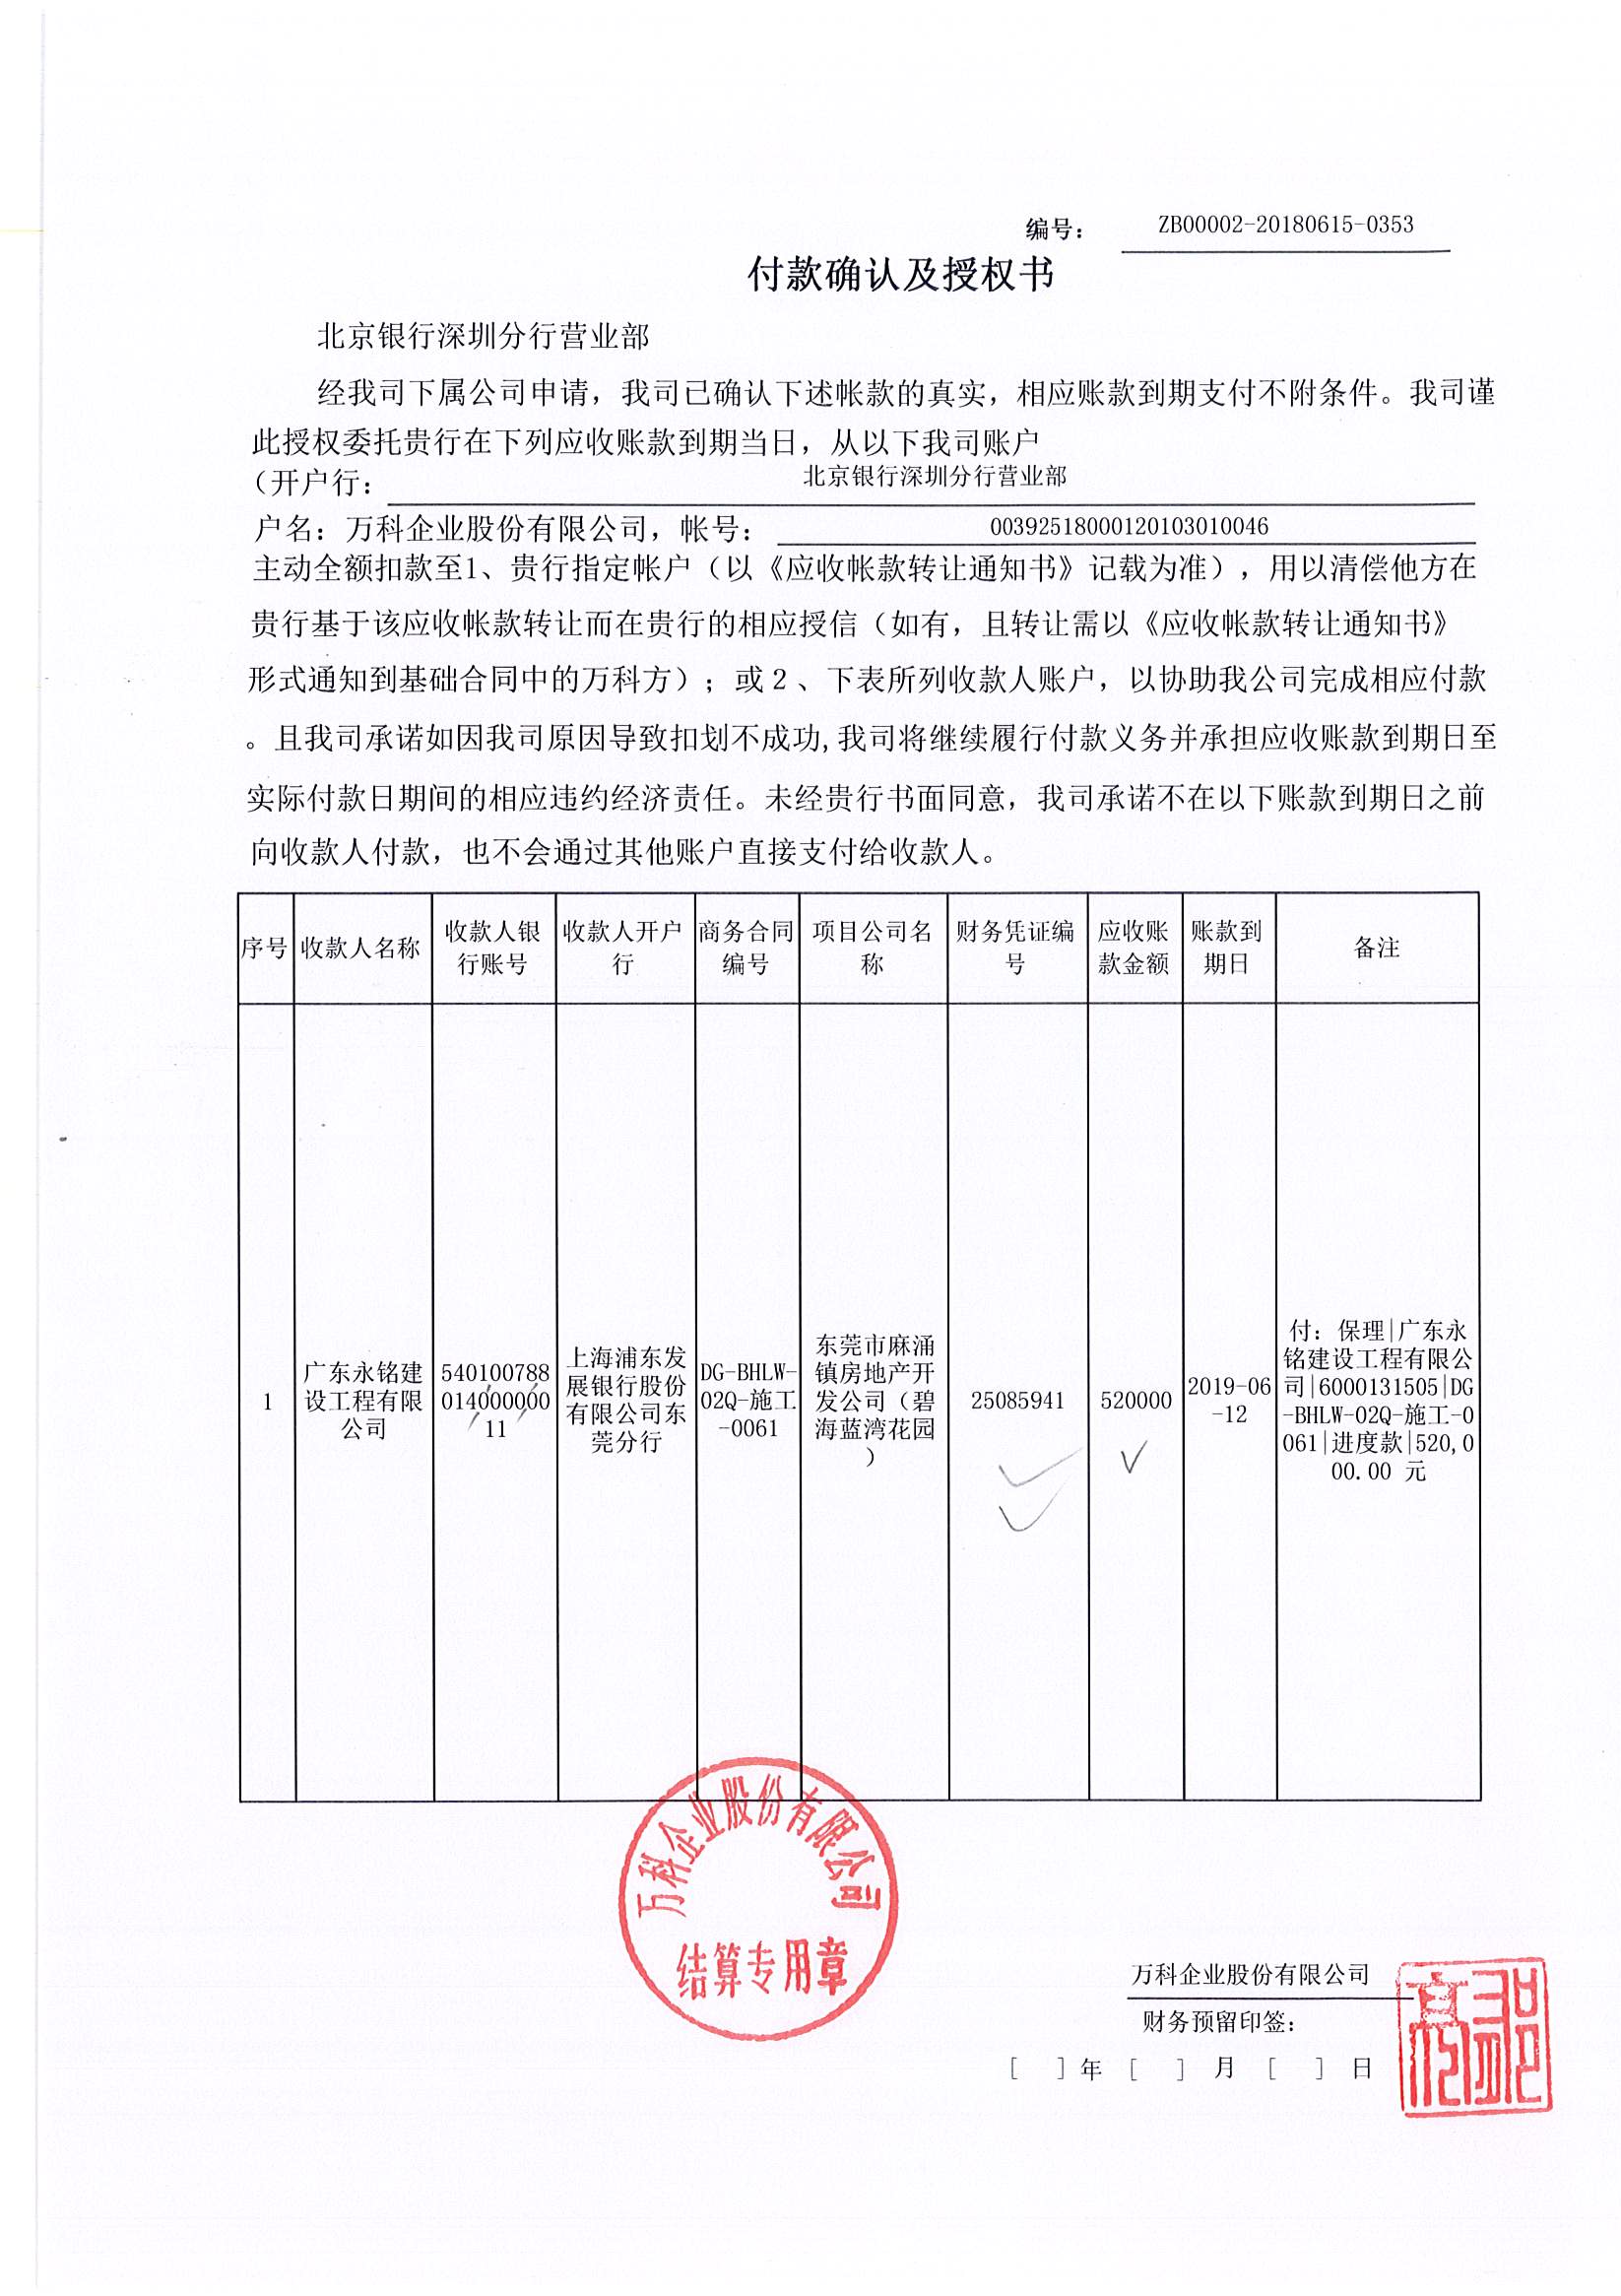 编号： ZB00002-20180615-0353
付款确认及授权书
北京银行深圳分行营业部
经我司下属公司申请，我司已确认下述帐款的真实，相应账款到期支付不附条件。我司谨
此授权委托贵行在下列应收账款到期当日，从以下我司账户
（开户行： 北京银行深圳分行营业部
户名：万科企业股份有限公司，帐号： 00392518000120103010046
主动全额扣款至1、贵行指定帐户（以《应收帐款转让通知书》记载为准），用以清偿他方在
贵行基于该应收帐款转让而在贵行的相应授信（如有，且转让需以《应收帐款转让通知书》
形式通知到基础合同中的万科方）；或2、下表所列收款人账户，以协助我公司完成相应付款
。且我司承诺如因我司原因导致扣划不成功,我司将继续履行付款义务并承担应收账款到期日至
实际付款日期间的相应违约经济责任。未经贵行书面同意，我司承诺不在以下账款到期日之前
向收款人付款，也不会通过其他账户直接支付给收款人。
序号
收款人名称
收款人银
行账号
收款人开户
行
商务合同
编号
项目公司名
称
财务凭证编
号
应收账
款金额
账款到
期日
备注
1
广东永铭建
设工程有限
公司
540100788
014000000
11
上海浦东发
展银行股份
有限公司东
莞分行
DG-BHLW-
02Q-施工
-0061
东莞市麻涌
镇房地产开
发公司（碧
海蓝湾花园
）
25085941
520000
2019-06
-12
付：保理|广东永
铭建设工程有限公
司|6000131505|DG
-BHLW-02Q-施工-0
061|进度款|520,0
00.00 元
万科企业股份有限公司
结算专用章
万科企业股份有限公司
财务预留印签：
[ ]年[ ]月[ ]日